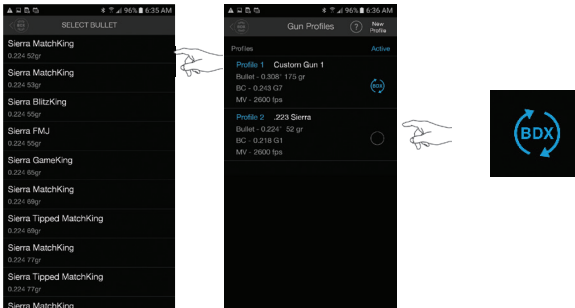 96% 6:35 AM
BDX SELECT BULLET
Sierra MatchKing
0.224 52gr
Sierra MatchKing
0.224 53gr
Sierra BlitzKing
0.224 55gr
Sierra FMJ
0.224 55gr
Sierra GameKing
0.224 65gr
Sierra MatchKing
0.224 69gr
Sierra Tipped MatchKing
0.224 69gr
Sierra MatchKing
0.224 77gr
Sierra Tipped MatchKing
0.224 77gr
Sierra MatchKing
96% 6:36 AM
BDX Gun Profiles ? New
Profile
Profiles Active
Profile 1 Custom Gun 1
Bullet - 0.308" 175 gr
BC - 0.243 G7
MV - 2600 fps
BDX
Profile 2 .223 Sierra
Bullet - 0.224" 52 gr
BC - 0.218 G1
MV - 2600 fps
BDX